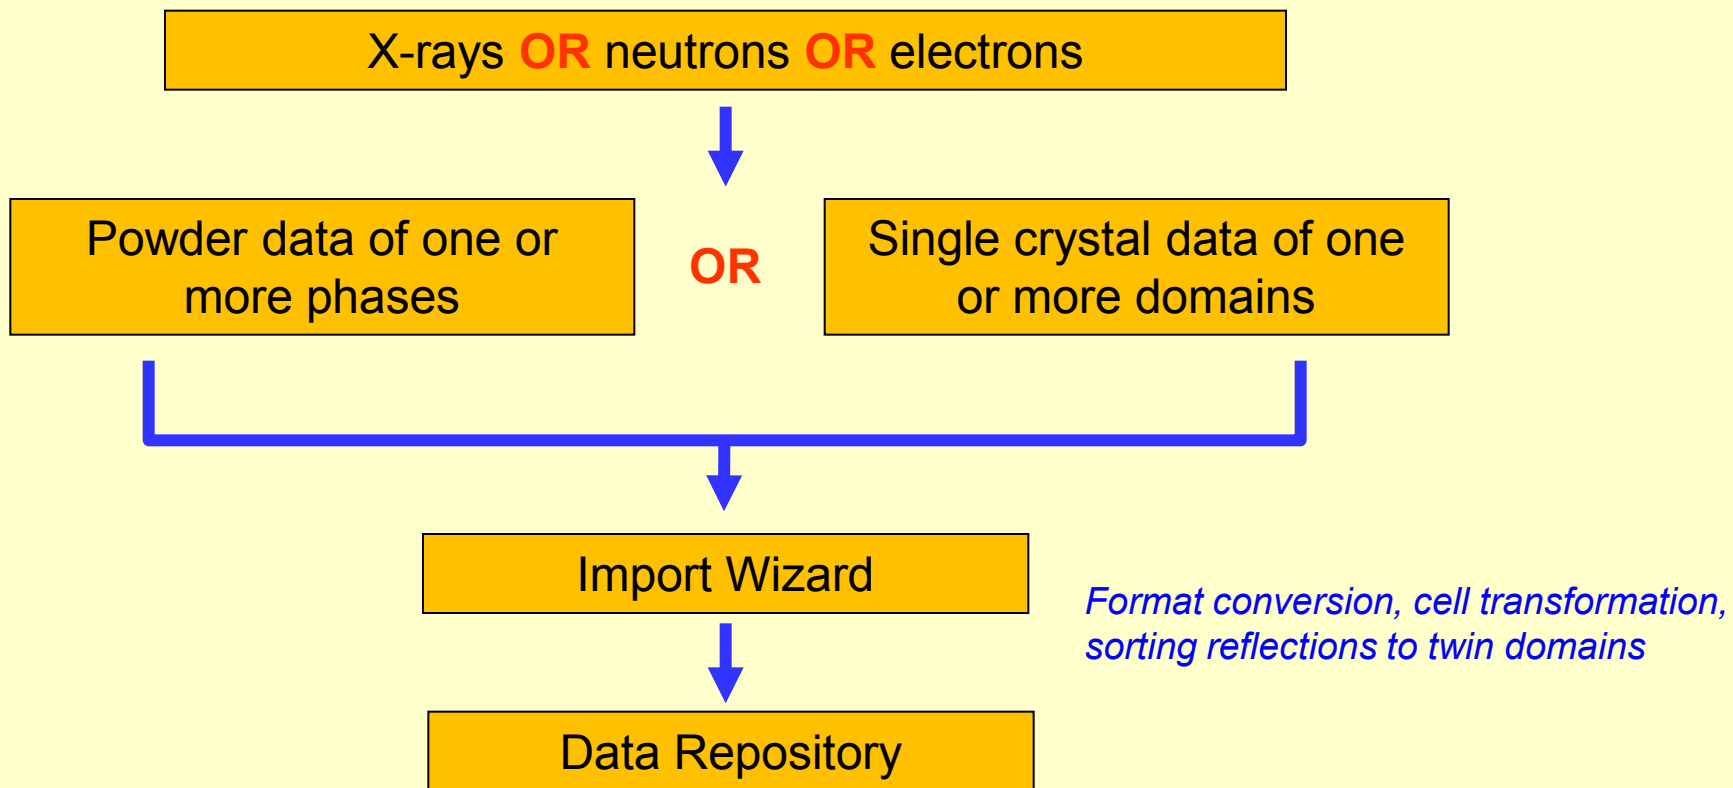 X-rays OR neutrons OR electrons
Powder data of one or
more phases
OR
Single crystal data of one
or more domains
Import Wizard
Format conversion, cell transformation,
sorting reflections to twin domains
Data Repository